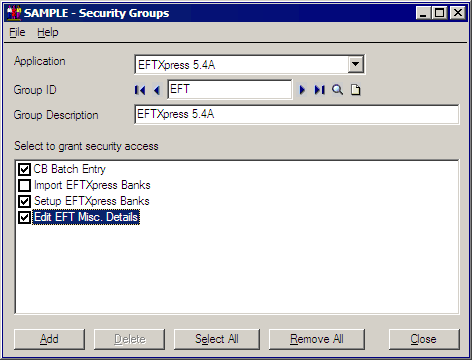 SAMPLE - Security Groups
File Help
Application EFTXpress 5.4A
Group ID EFT
Group Description EFTXpress 5.4A
Select to grant security access
CB Batch Entry
Import EFTXpress Banks
Setup EFTXpress Banks
Edit EFT Misc. Details
Add Delete Select All Remove All Close